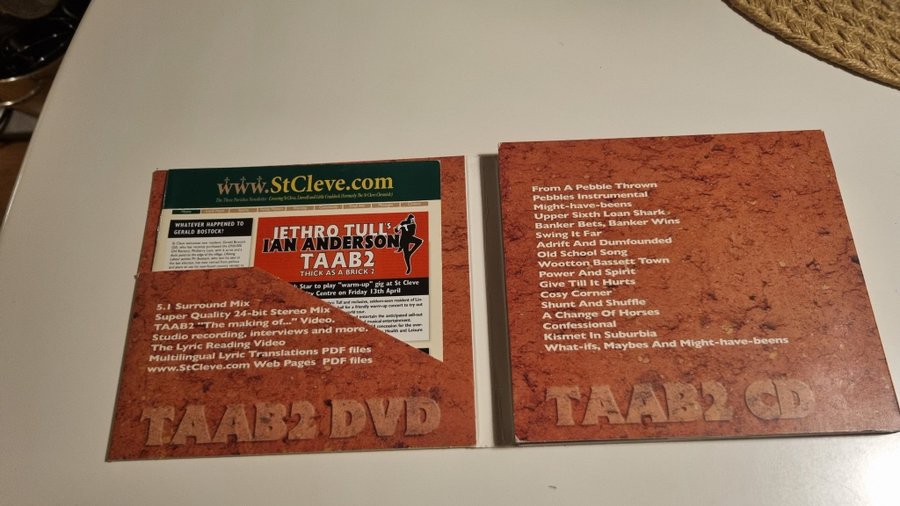 www.StCleve.com
WHATEVER HAPPENED TO
GERALD BOSTOCK?
JETHRO TULL's
IAN ANDERSON
TAAB2
THICK AS A BRICK 2
Star to play "warm-up" gig at St Cleve
Centre on Friday 13th April
5.1 Surround Mix
Super Quality 24-bit Stereo Mix
TAAB2 "The making of..." Video.
Studio recording, interviews and more.
The Lyric Reading Video
Multilingual Lyric Translations PDF files
www.StCleve.com Web Pages PDF files
TAAB2 DVD
From A Pebble Thrown
Pebbles Instrumental
Might-have-beens
Upper Sixth Loan Shark
Banker Bets, Banker Wins
Swing It Far
Adrift And Dumfounded
Old School Song
Wootton Bassett Town
Power And Spirit
Give Till It Hurts
Cosy Corner
Shunt And Shuffle
A Change Of Horses
Confessional
Kismet In Suburbia
What-ifs, Maybes And Might-have-beens
TAAB2 CD